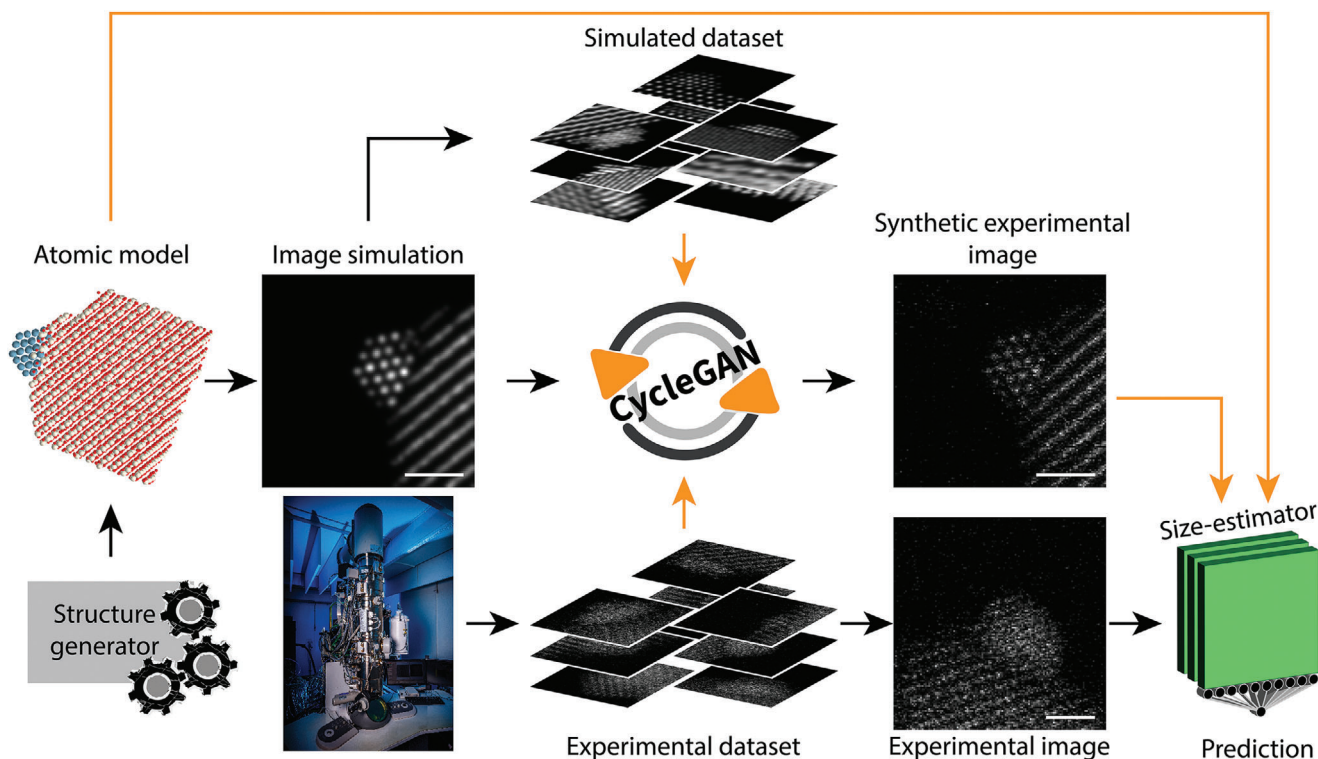 Simulated dataset
Atomic model
Image simulation
Synthetic experimental
image
CycleGAN
Size-estimator
Structure
generator
Experimental dataset
Experimental image
Prediction